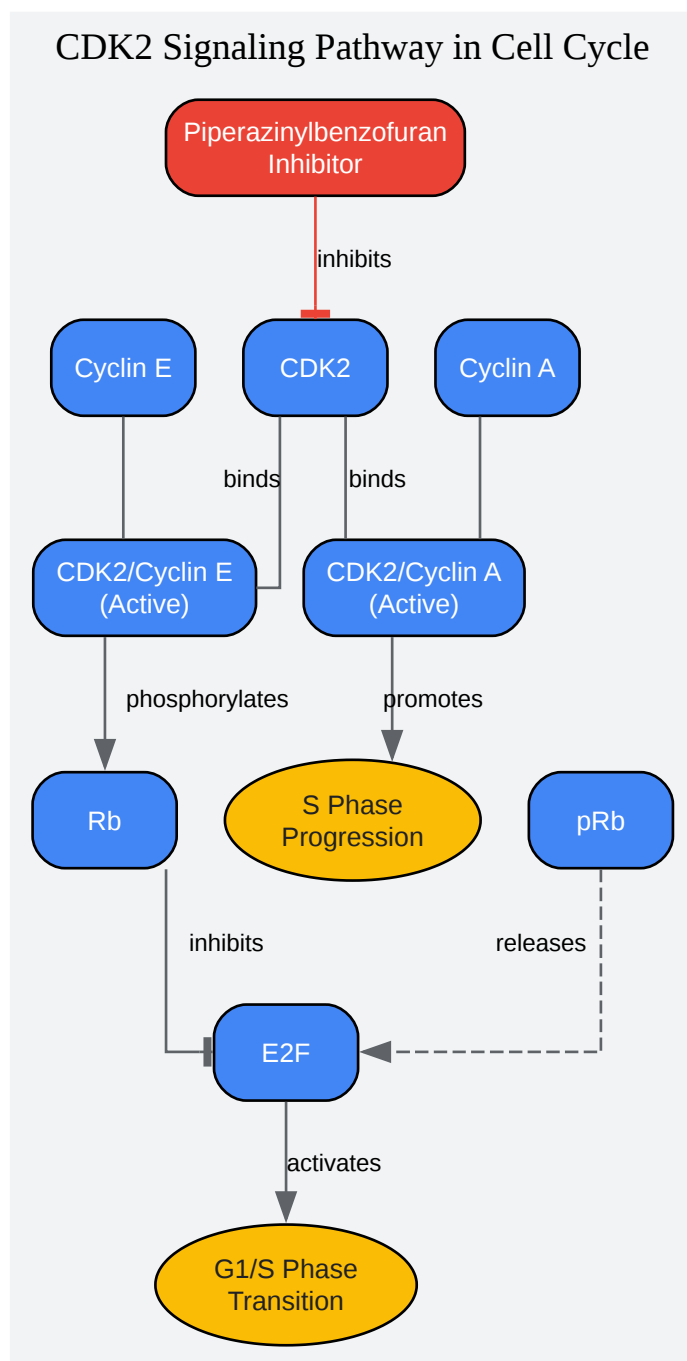 CDK2 Signaling Pathway in Cell Cycle
Piperazinylbenzofuran
Inhibitor
inhibits
Cyclin E
CDK2
Cyclin A
binds
binds
CDK2/Cyclin E
(Active)
CDK2/Cyclin A
(Active)
phosphorylates
promotes
Rb
S Phase
Progression
pRb
inhibits
releases
E2F
activates
G1/S Phase
Transition